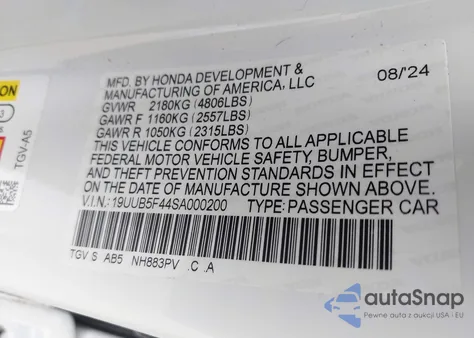 MFD. BY HONDA DEVELOPMENT &
MANUFACTURING OF AMERICA, LLC
08/'24
GVWR 2180KG (4806LBS)
GAWR F 1160KG (2557LBS)
GAWR R 1050KG (2315LBS)
THIS VEHICLE CONFORMS TO ALL APPLICABLE
FEDERAL MOTOR VEHICLE SAFETY, BUMPER,
AND THEFT PREVENTION STANDARDS IN EFFECT
ON THE DATE OF MANUFACTURE SHOWN ABOVE.
V.I.N.: 19UUB5F44SA000200 TYPE: PASSENGER CAR
TGV S AB5 NH883PV .C .A
TGV-A5
autoSnap
Pewne auta z aukcji USA i EU